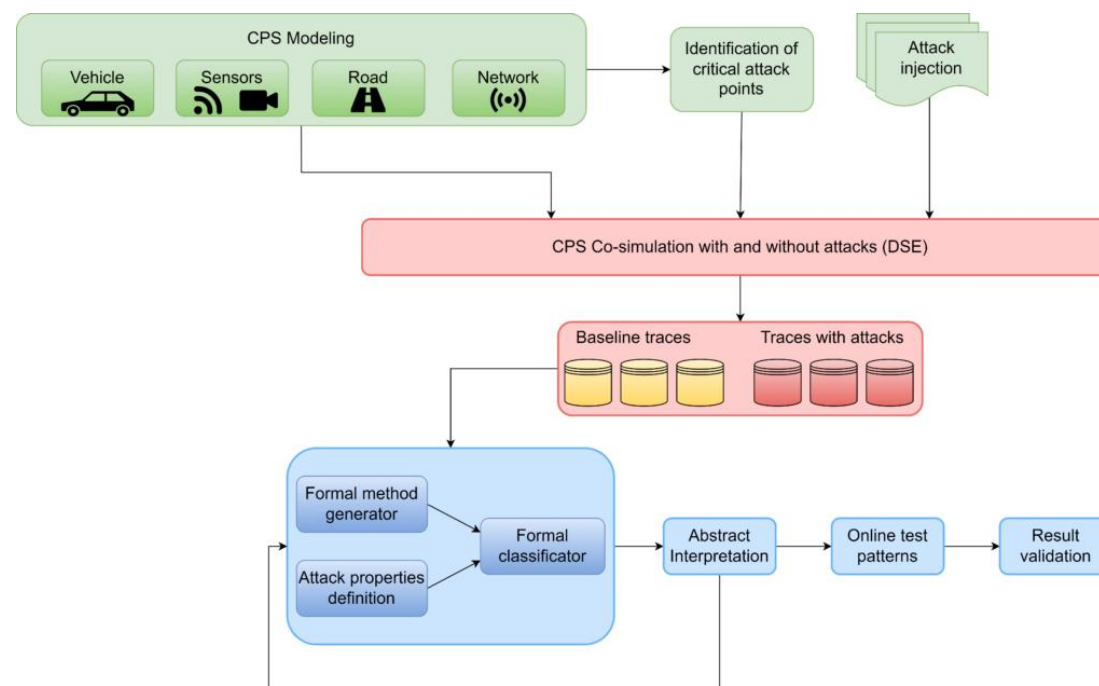 CPS Modeling
Vehicle
Sensors
Road
Network
Identification of
critical attack
points
Attack
injection
CPS Co-simulation with and without attacks (DSE)
Baseline traces
Traces with attacks
Formal method
generator
Attack properties
definition
Formal
classificator
Abstract
Interpretation
Online test
patterns
Result
validation